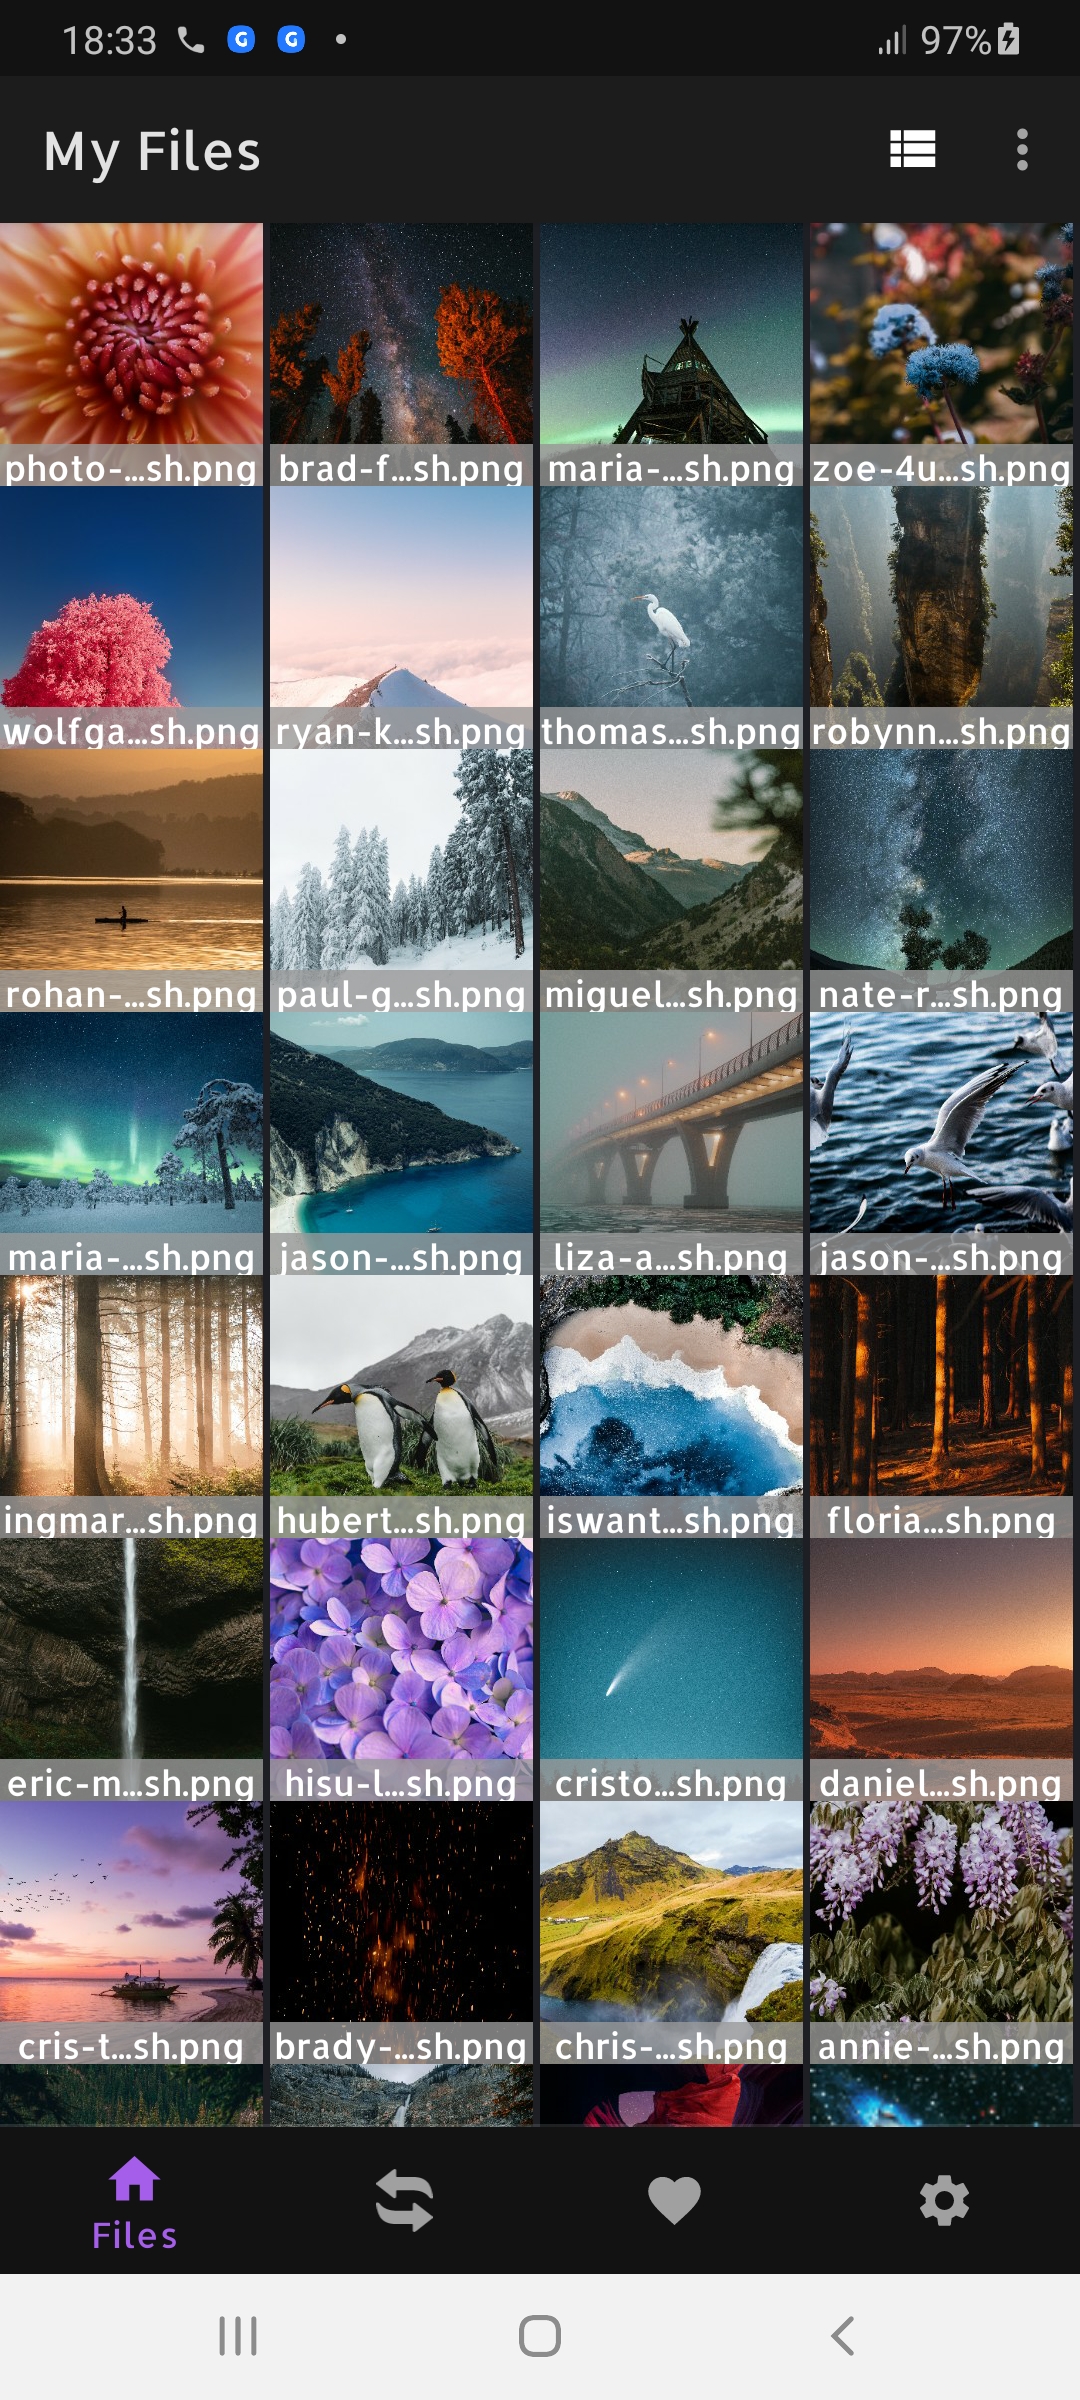 18:33 97%
My Files
photo-...sh.png brad-f...sh.png maria-...sh.png zoe-4u...sh.png
wolfga...sh.png ryan-k...sh.png thomas...sh.png robynn...sh.png
rohan-...sh.png paul-g...sh.png miguel...sh.png nate-r...sh.png
maria-...sh.png jason-...sh.png liza-a...sh.png jason-...sh.png
ingmar...sh.png hubert...sh.png iswant...sh.png floria...sh.png
eric-m...sh.png hisu-l...sh.png cristo...sh.png daniel...sh.png
cris-t...sh.png brady-...sh.png chris-...sh.png annie-...sh.png
Files